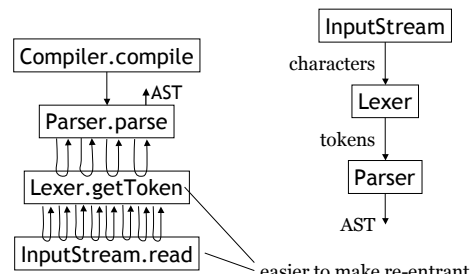 Compiler.compile
AST
Parser.parse
Lexer.getToken
InputStream.read
InputStream
characters
Lexer
tokens
Parser
AST
easier to make re-entrant